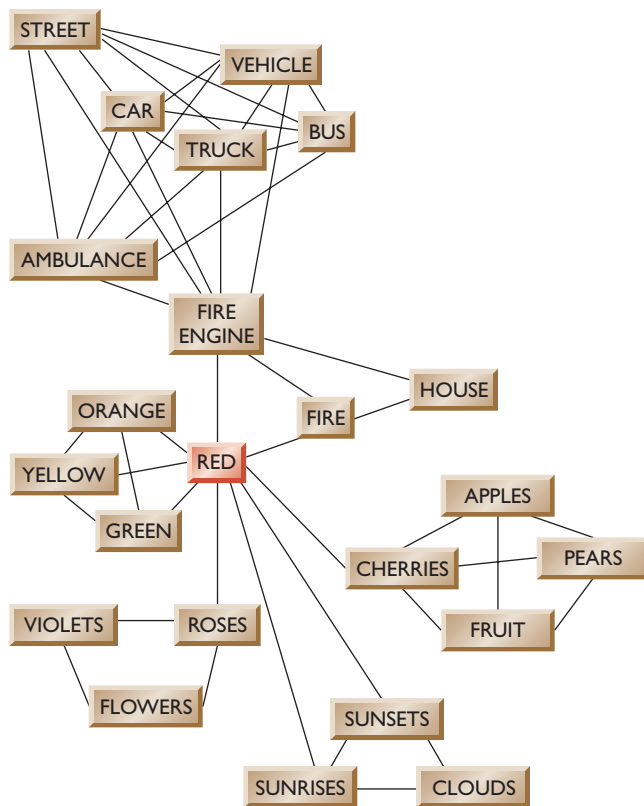 STREET
VEHICLE
CAR
BUS
TRUCK
AMBULANCE
FIRE
ENGINE
HOUSE
ORANGE
FIRE
YELLOW
RED
GREEN
APPLES
PEARS
CHERRIES
FRUIT
VIOLETS
ROSES
FLOWERS
SUNSETS
SUNRISES
CLOUDS